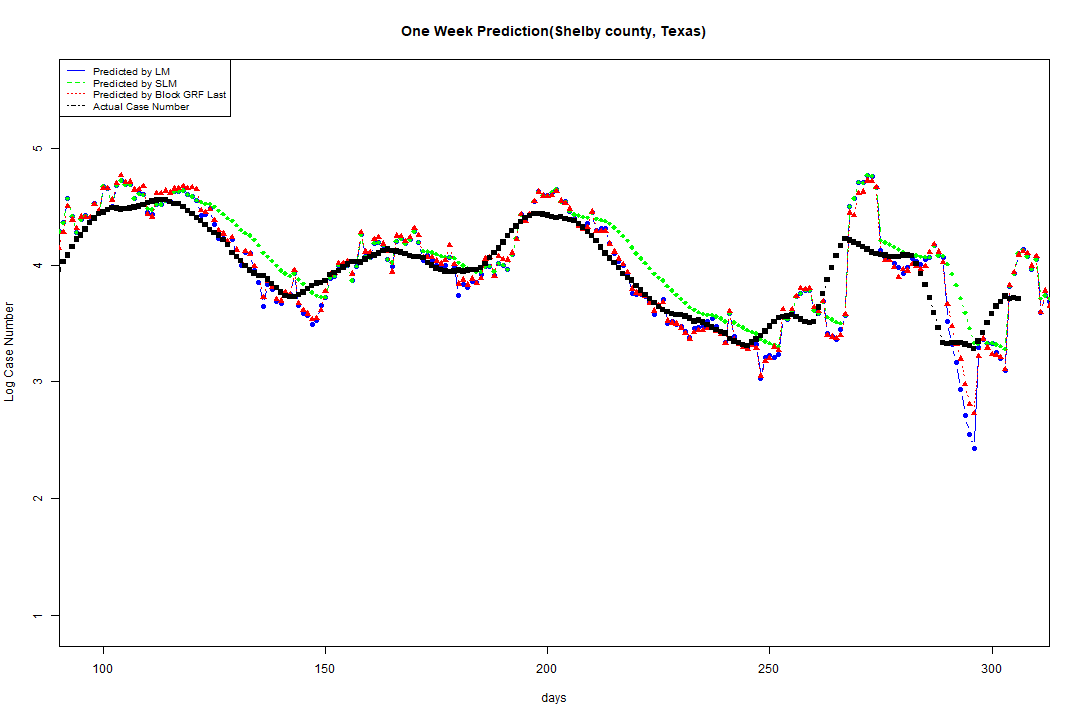 One Week Prediction(Shelby county, Texas)
Predicted by LM
Predicted by SLM
Predicted by Block GRF Last
Actual Case Number
5
4
3
2
1
Log Case Number
100 150 200 250 300
days